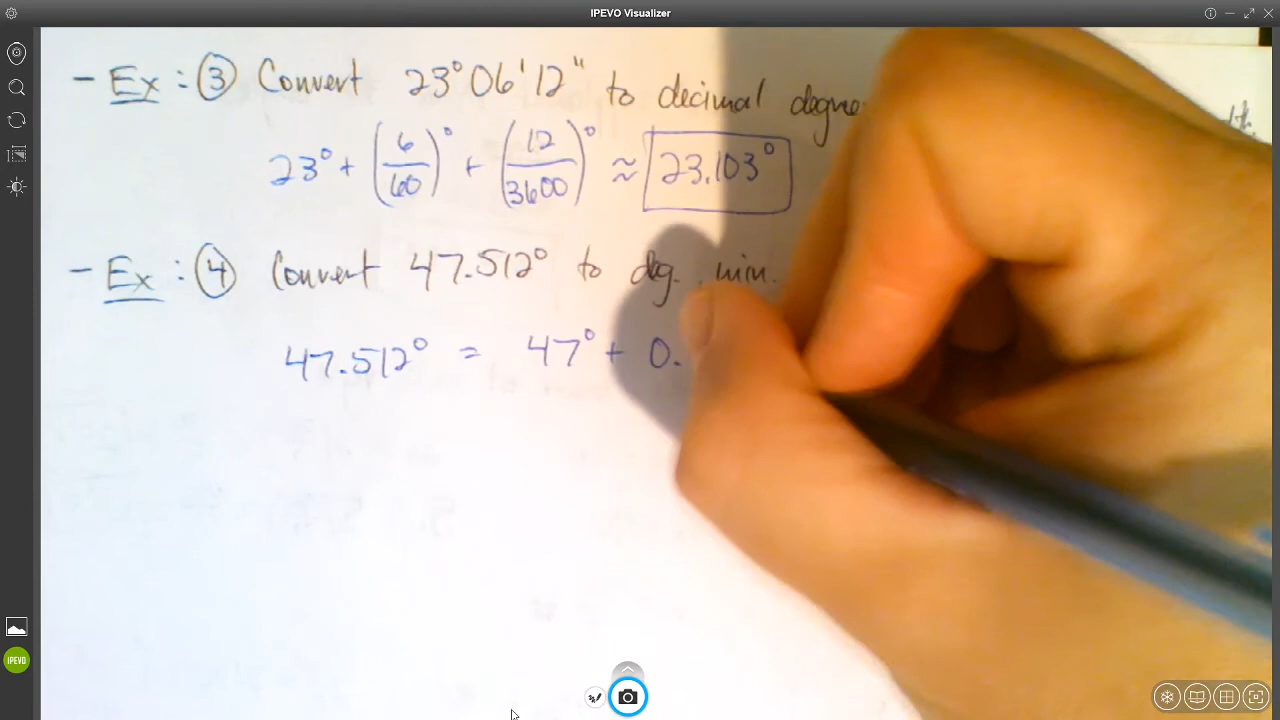 IPEVO Visualizer
- Ex: ③ Convert 23°06'12" to decimal degree
23° + (6/60)° + (12/3600)° ≈ 23.103°
- Ex: ④ Convert 47.512° to deg. min.
47.512° = 47° + 0.
IPEVO